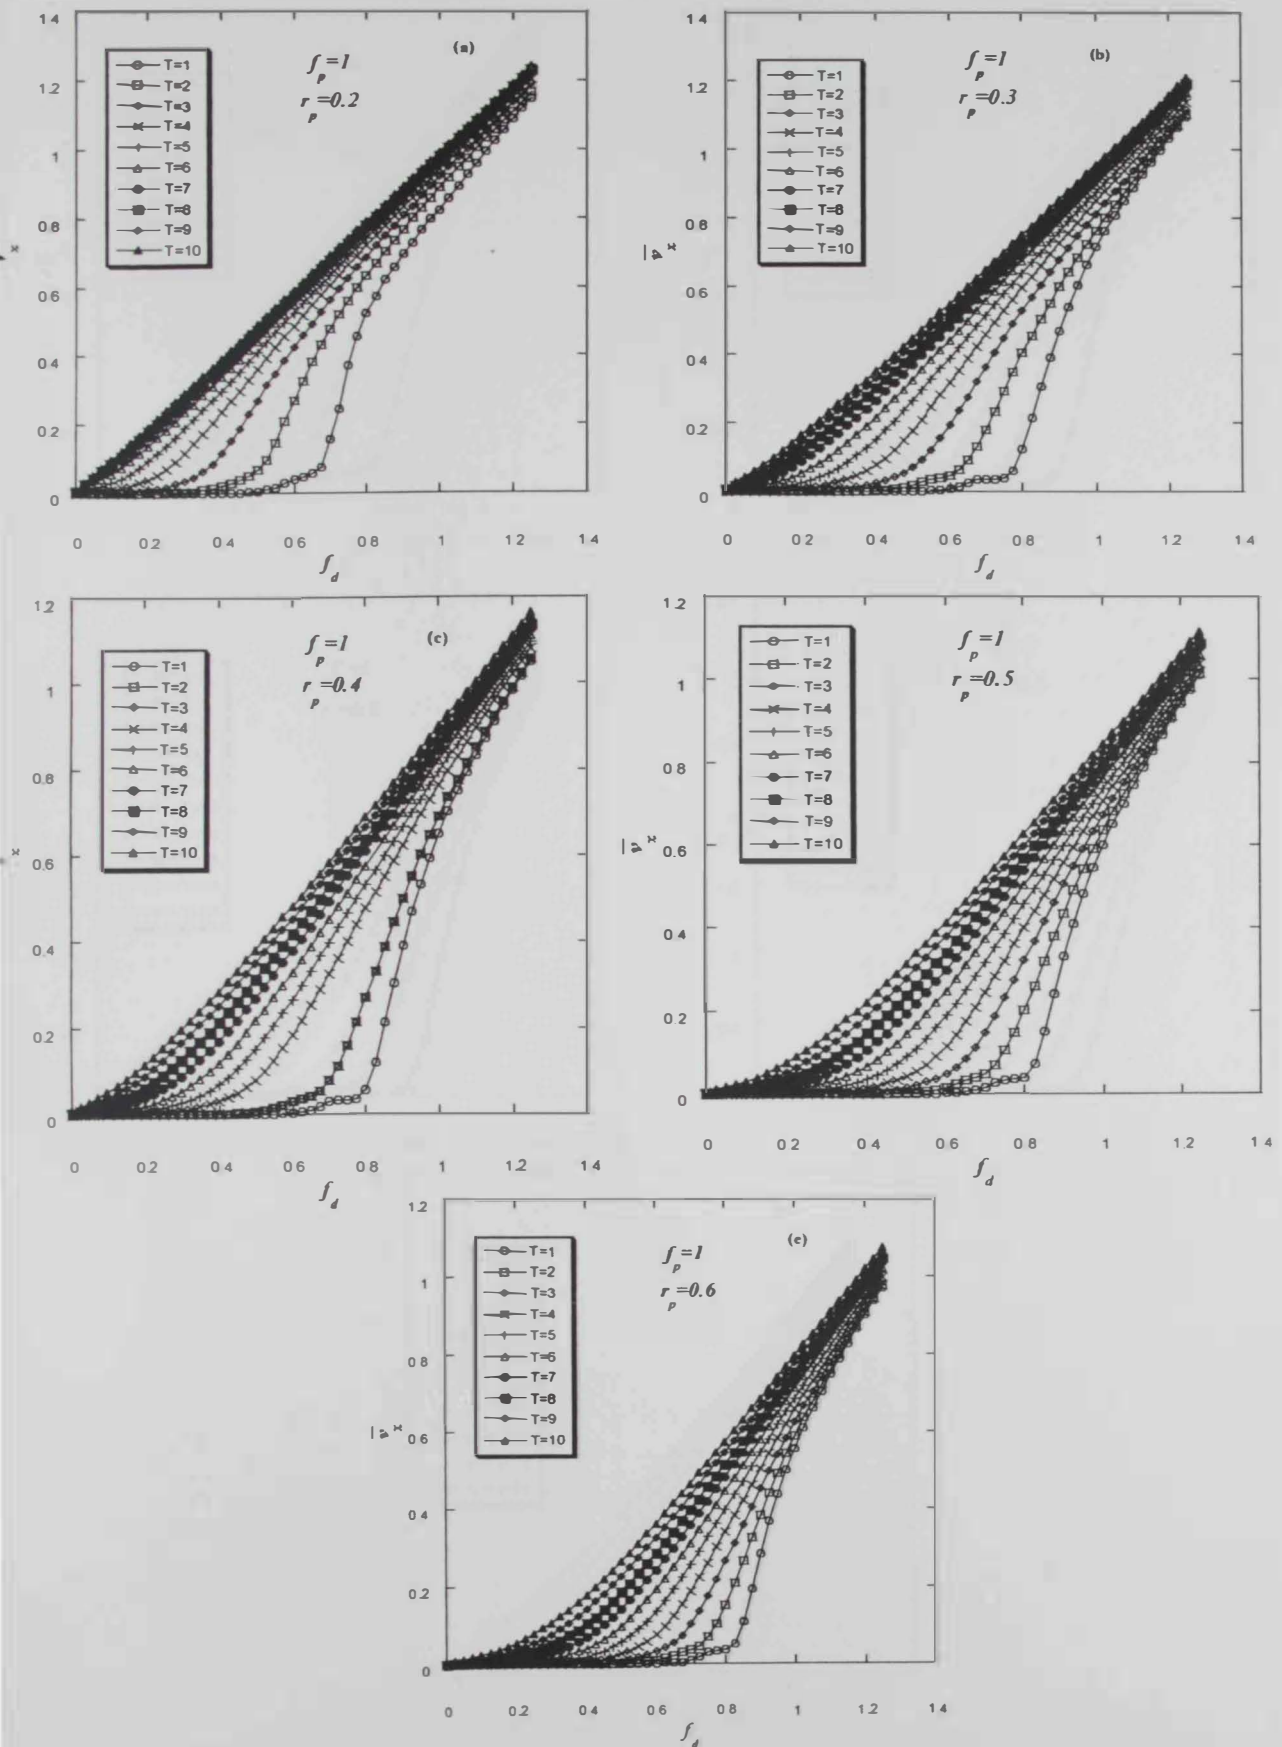 (a)
f_p=1
r_p=0.2
T=1
T=2
T=3
T=4
T=5
T=6
T=7
T=8
T=9
T=10
1 4
1 2
1
0 8
0 6
0 4
0 2
0
0 0 2 0 4 0 6 0 8 1 1.2 1 4
f_d
(b)
f_p=1
r_p=0.3
T=1
T=2
T=3
T=4
T=5
T=6
T=7
T=8
T=9
T=10
v̄_x
1 4
1 2
1
0 8
0 6
0 4
0 2
0
0 0 2 0 4 0 6 0 8 1 1 2 1 4
f_d
(c)
f_p=1
r_p=0.4
T=1
T=2
T=3
T=4
T=5
T=6
T=7
T=8
T=9
T=10
x
1.2
1
0 8
0 6
0 4
0 2
0
0 0 2 0 4 0 6 0 8 1 1.2 1 4
f_d
f_p=1
r_p=0.5
T=1
T=2
T=3
T=4
T=5
T=6
T=7
T=8
T=9
T=10
v̄_x
1.2
1
0 8
0 6
0 4
0 2
0
0 0 2 0 4 0 6 0 8 1 1.2 1 4
f_d
(e)
f_p=1
r_p=0.6
T=1
T=2
T=3
T=4
T=5
T=6
T=7
T=8
T=9
T=10
v̄_x
1.2
1
0 8
0 6
0 4
0 2
0
0 0.2 0 4 0 6 0 8 1 1.2 1 4
f_d